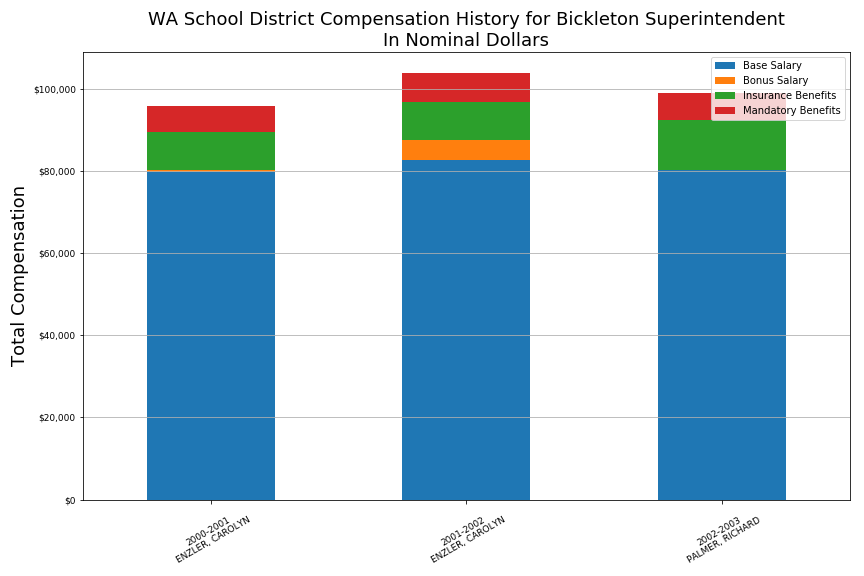 WA School District Compensation History for Bickleton Superintendent
In Nominal Dollars
Total Compensation
$100,000
$80,000
$60,000
$40,000
$20,000
$0
Base Salary
Bonus Salary
Insurance Benefits
Mandatory Benefits
2000-2001
ENZLER, CAROLYN
2001-2002
ENZLER, CAROLYN
2002-2003
PALMER, RICHARD